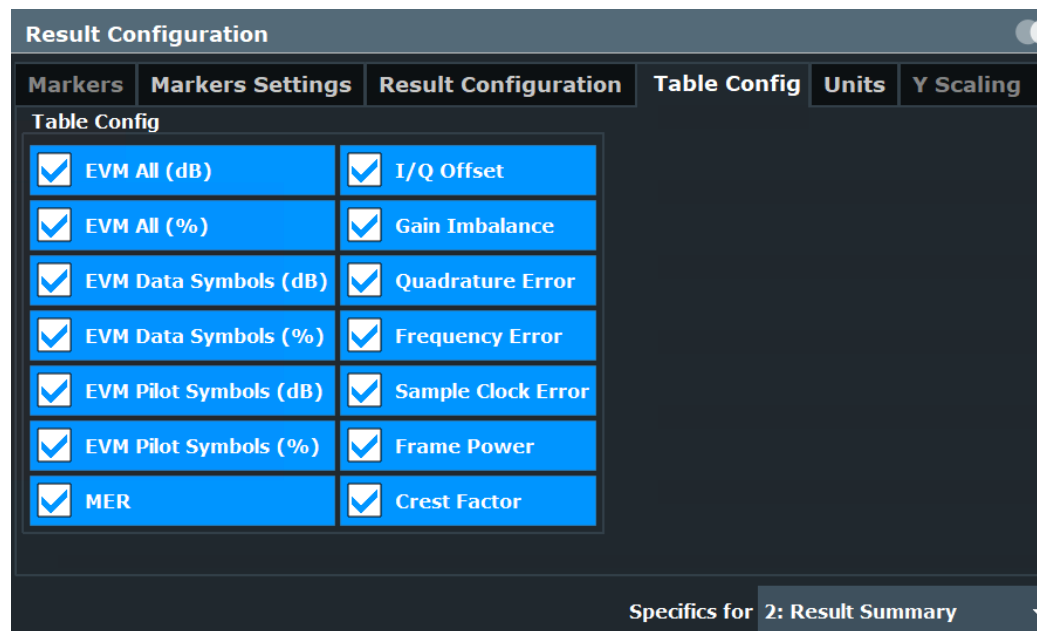 Result Configuration
Markers Markers Settings Result Configuration Table Config Units Y Scaling
Table Config
EVM All (dB) I/Q Offset
EVM All (%) Gain Imbalance
EVM Data Symbols (dB) Quadrature Error
EVM Data Symbols (%) Frequency Error
EVM Pilot Symbols (dB) Sample Clock Error
EVM Pilot Symbols (%) Frame Power
MER Crest Factor
Specifics for 2: Result Summary